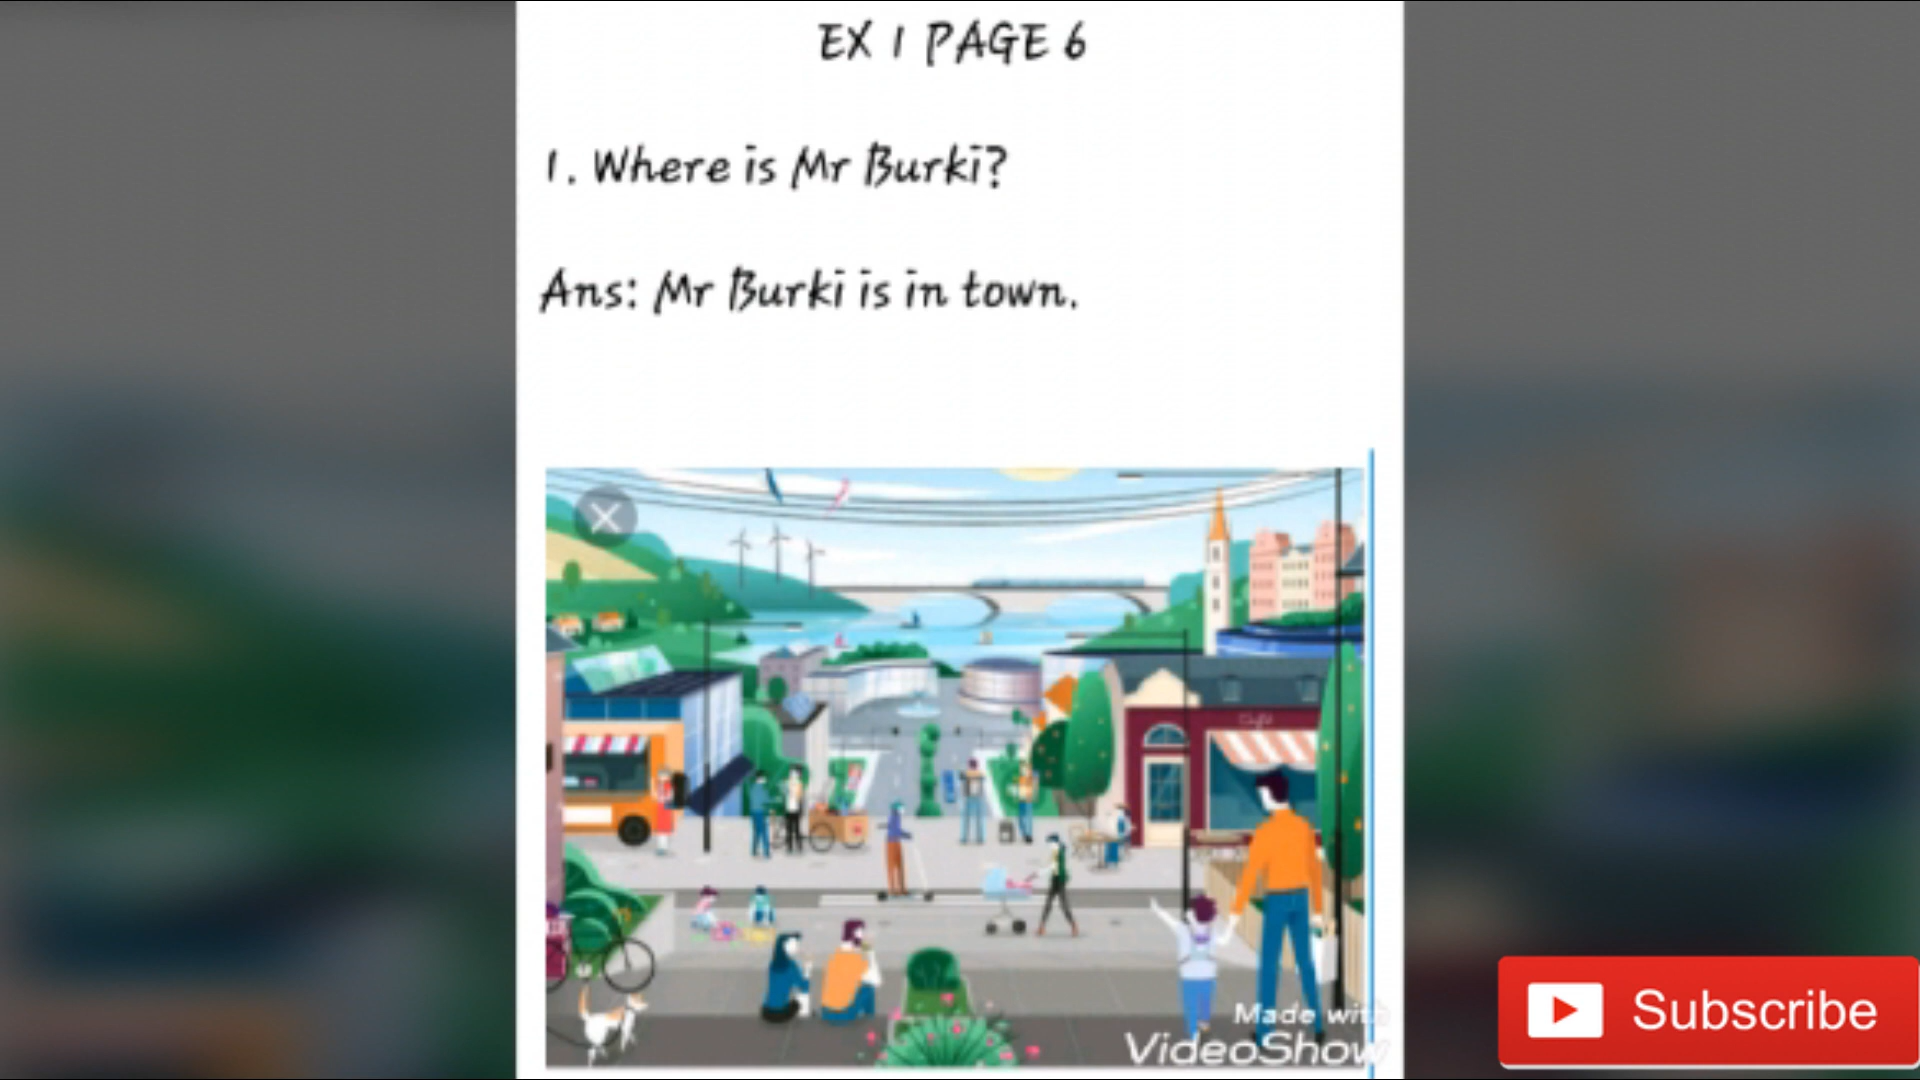 EX 1 PAGE 6
1. Where is Mr Burki?
Ans: Mr Burki is in town.
Café
Made with
VideoShow
Subscribe